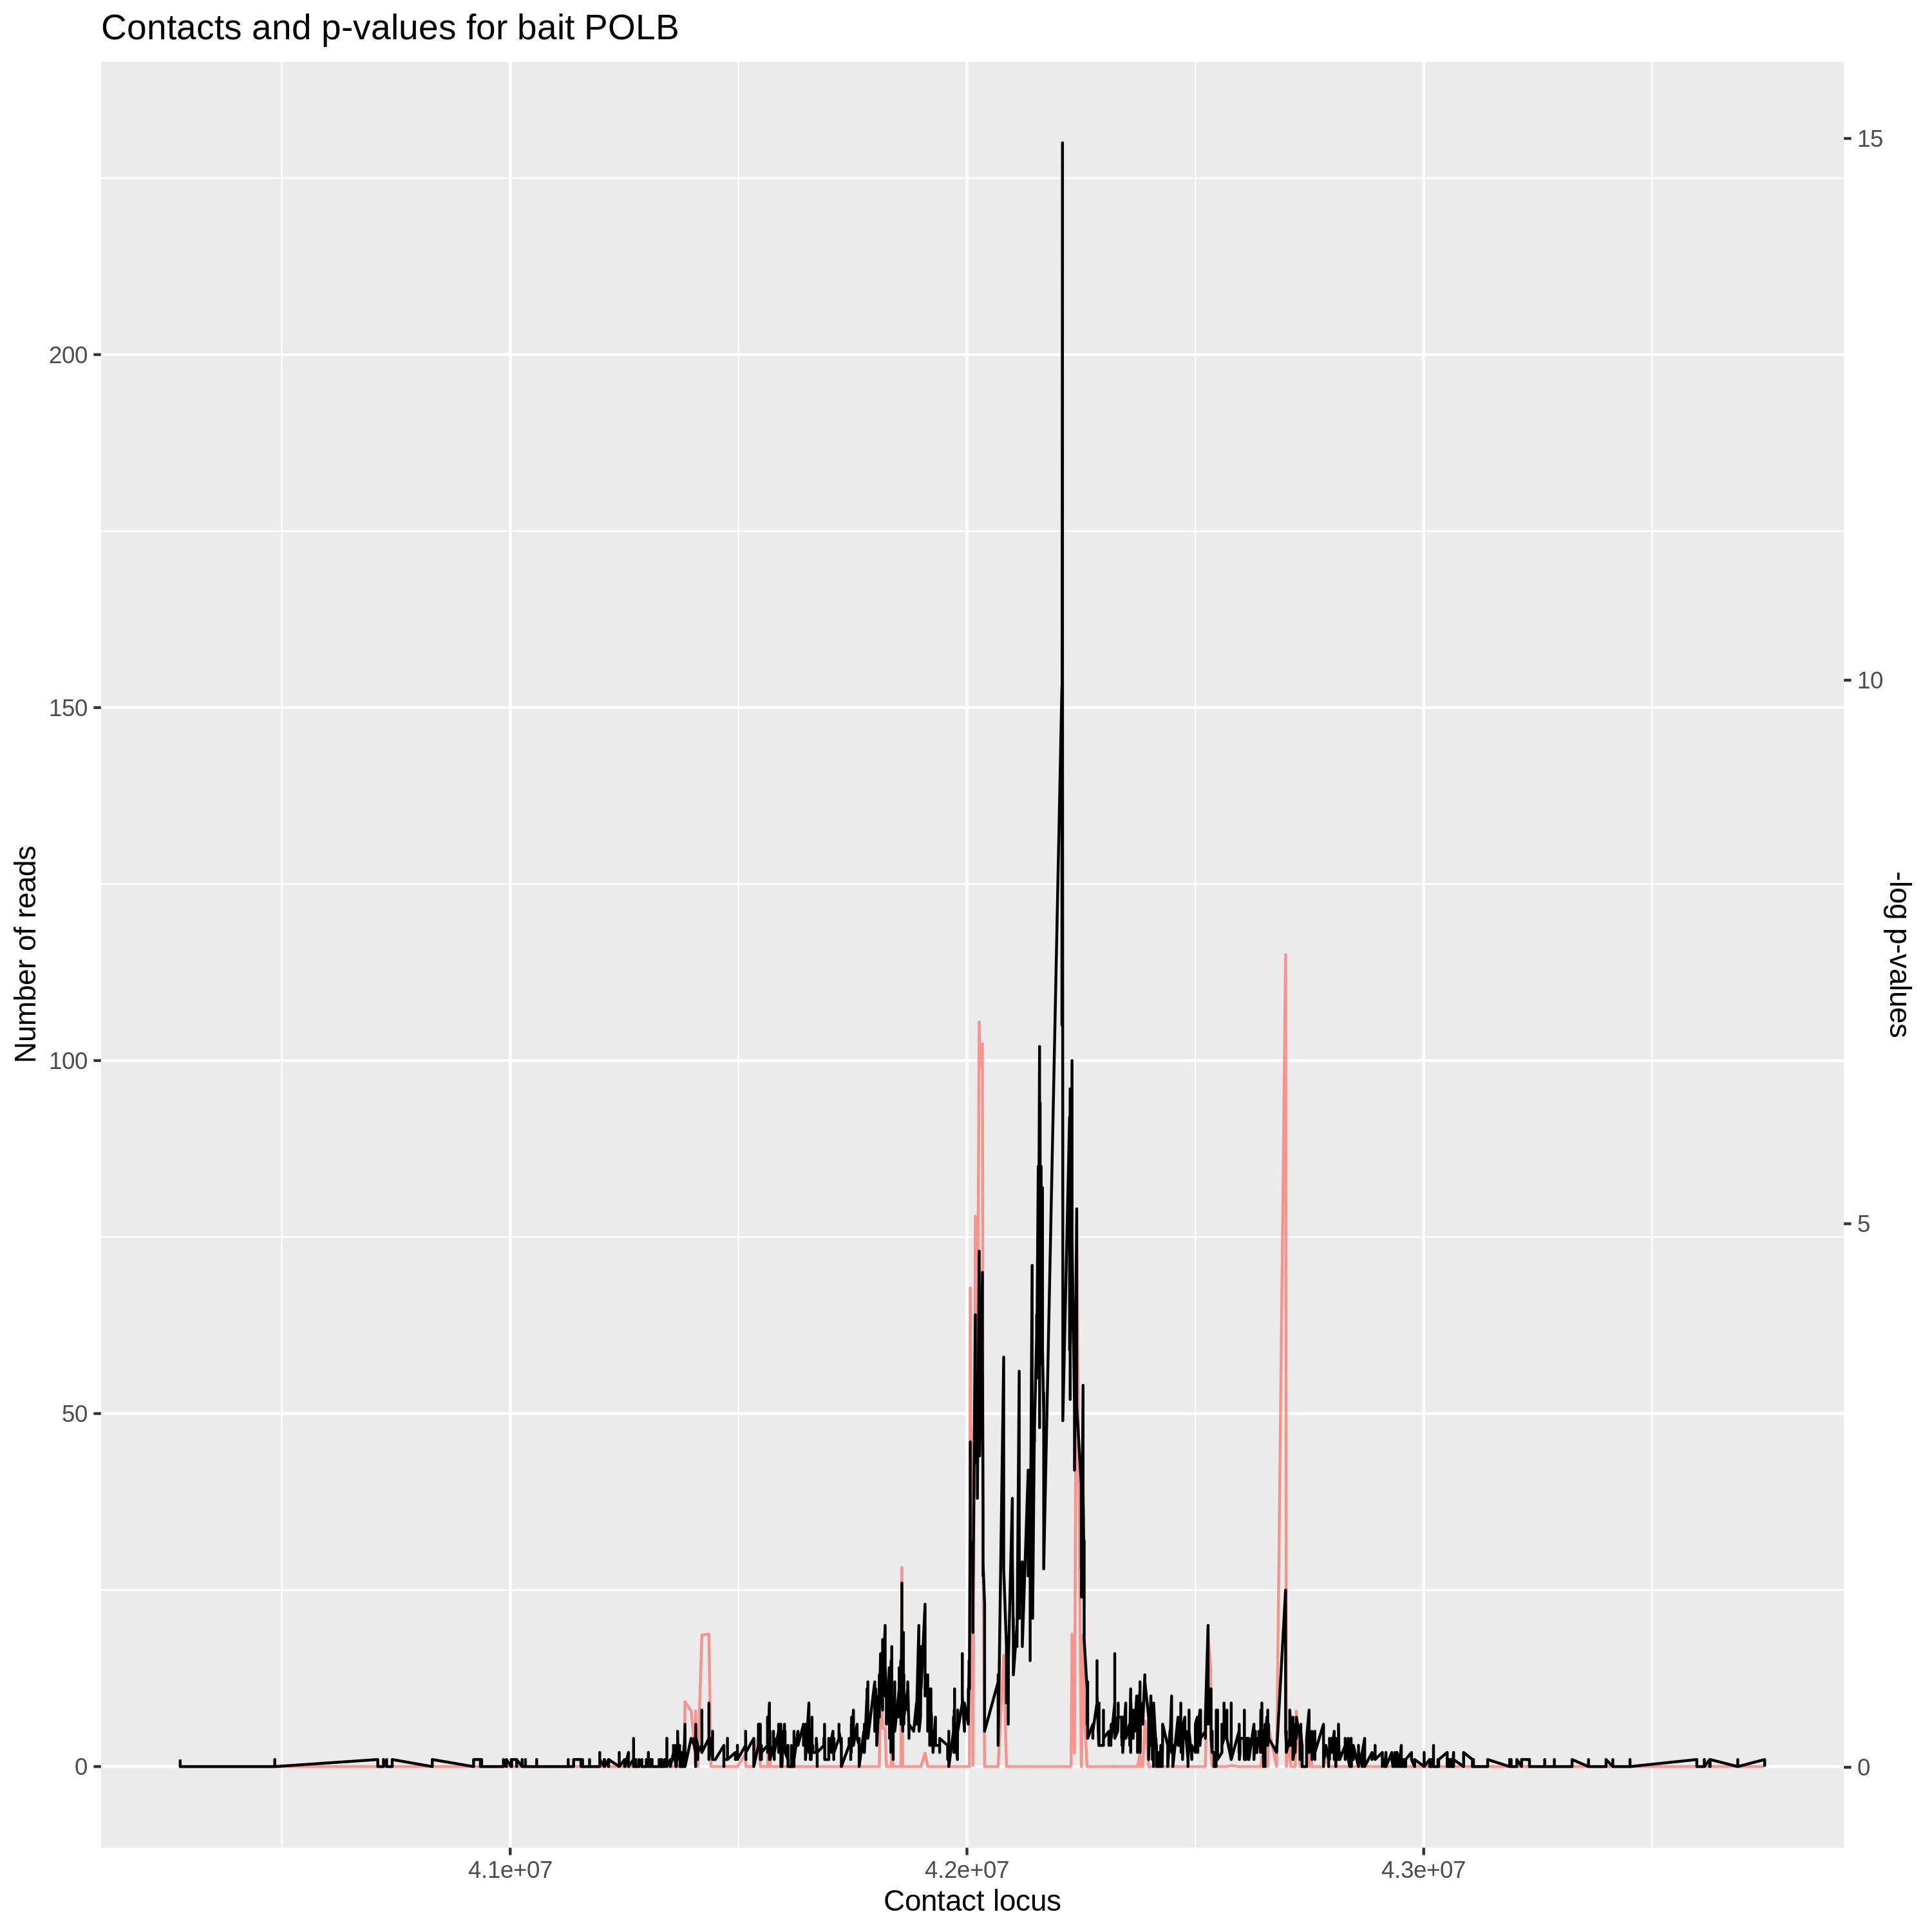 Contacts and p-values for bait POLB
Number of reads
200
150
100
50
0
15
10
5
0
-log p-values
4.1e+07
4.2e+07
4.3e+07
Contact locus